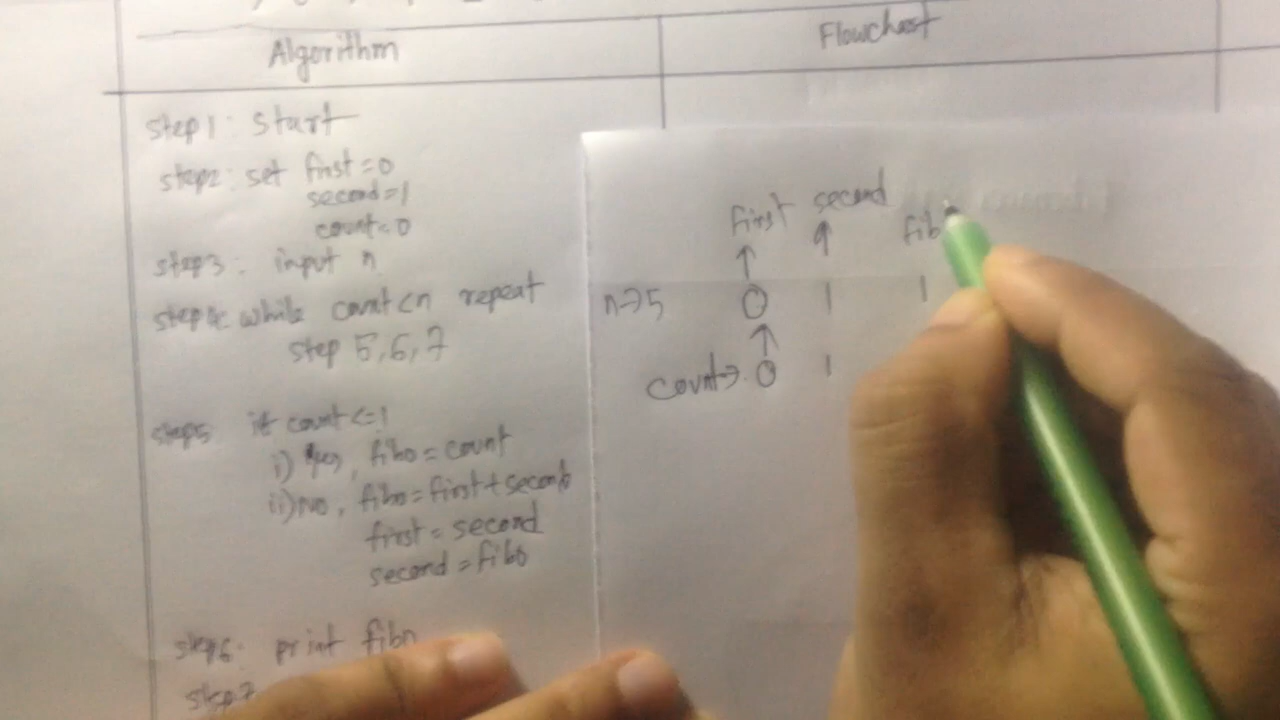 Algorithm
Flowchart
step1: start
step2: set first=0
second=1
count=0
step3: input n
step4: while count<n repeat
step 5,6,7
step5 if count<=1
i) Yes, fibo=count
ii) No, fibo=first+second
first=second
second=fibo
step6: print fibo
step7
first second
fib
n→5 0 1 1
count→ 0 1